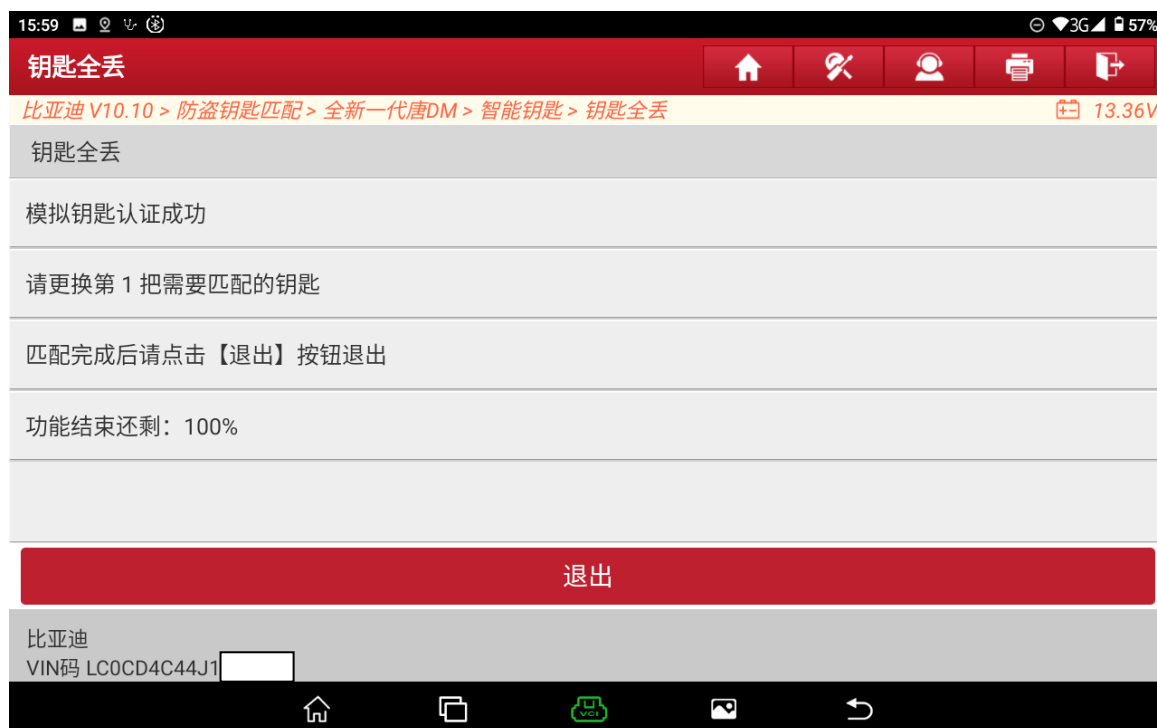 15:59
3G 57%
钥匙全丢
比亚迪 V10.10 > 防盗钥匙匹配 > 全新一代唐DM > 智能钥匙 > 钥匙全丢
13.36V
钥匙全丢
模拟钥匙认证成功
请更换第 1 把需要匹配的钥匙
匹配完成后请点击【退出】按钮退出
功能结束还剩：100%
退出
比亚迪
VIN码 LC0CD4C44J1
VCI